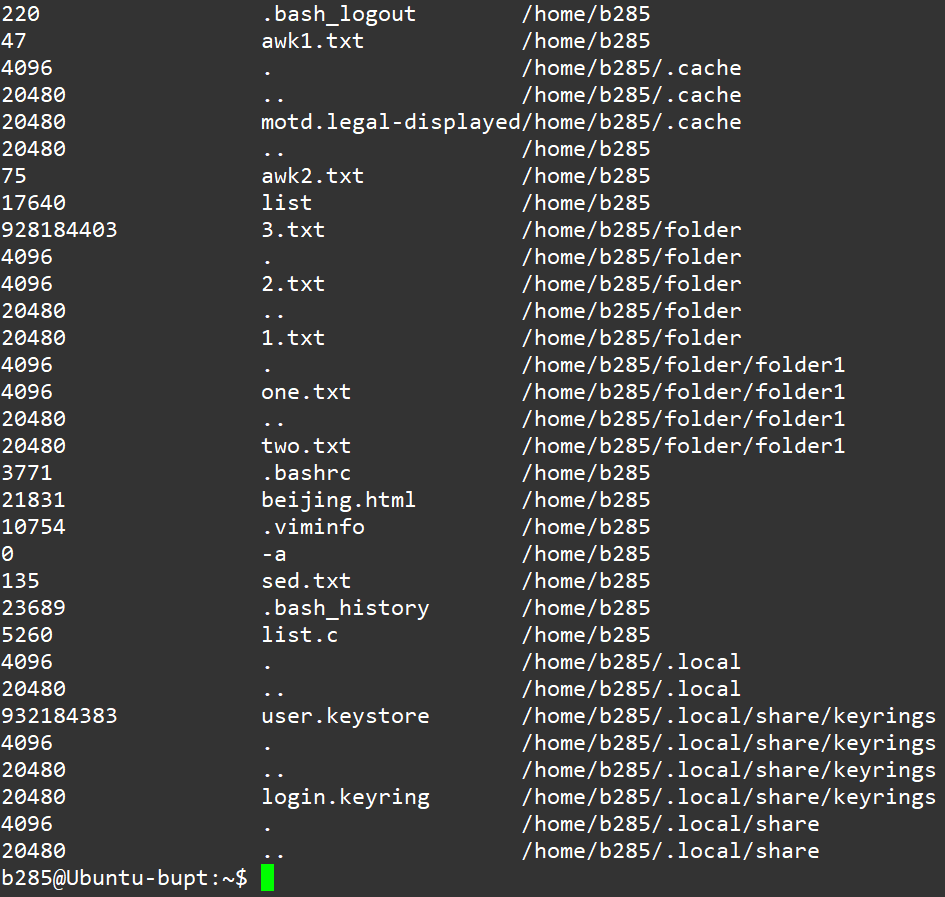 220 .bash_logout /home/b285
47 awk1.txt /home/b285
4096 . /home/b285/.cache
20480 .. /home/b285/.cache
20480 motd.legal-displayed/home/b285/.cache
20480 .. /home/b285
75 awk2.txt /home/b285
17640 list /home/b285
928184403 3.txt /home/b285/folder
4096 . /home/b285/folder
4096 2.txt /home/b285/folder
20480 .. /home/b285/folder
20480 1.txt /home/b285/folder
4096 . /home/b285/folder/folder1
4096 one.txt /home/b285/folder/folder1
20480 .. /home/b285/folder/folder1
20480 two.txt /home/b285/folder/folder1
3771 .bashrc /home/b285
21831 beijing.html /home/b285
10754 .viminfo /home/b285
0 -a /home/b285
135 sed.txt /home/b285
23689 .bash_history /home/b285
5260 list.c /home/b285
4096 . /home/b285/.local
20480 .. /home/b285/.local
932184383 user.keystore /home/b285/.local/share/keyrings
4096 . /home/b285/.local/share/keyrings
20480 .. /home/b285/.local/share/keyrings
20480 login.keyring /home/b285/.local/share/keyrings
4096 . /home/b285/.local/share
20480 .. /home/b285/.local/share
b285@Ubuntu-bupt:~$